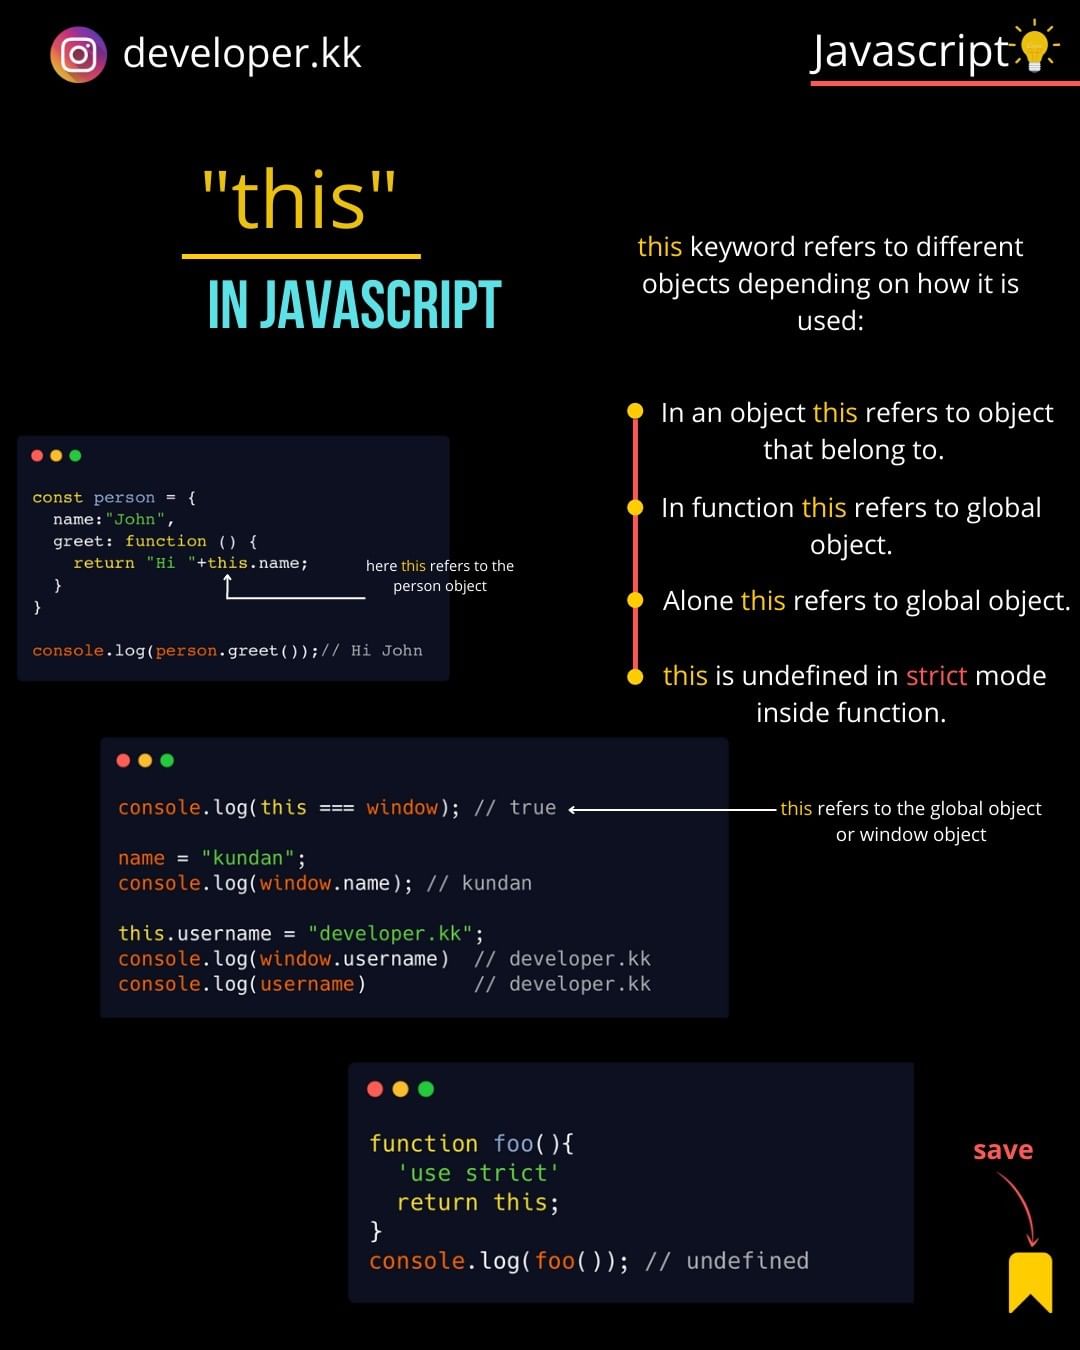 developer.kk
Javascript
"this"
IN JAVASCRIPT
this keyword refers to different
objects depending on how it is
used:
In an object this refers to object
that belong to.
In function this refers to global
object.
Alone this refers to global object.
this is undefined in strict mode
inside function.
const person = {
  name:"John",
  greet: function () {
    return "Hi "+this.name;
  }
}
console.log(person.greet());// Hi John
here this refers to the
person object
console.log(this === window); // true
name = "kundan";
console.log(window.name); // kundan
this.username = "developer.kk";
console.log(window.username)  // developer.kk
console.log(username)         // developer.kk
this refers to the global object
or window object
function foo(){
  'use strict'
  return this;
}
console.log(foo()); // undefined
save